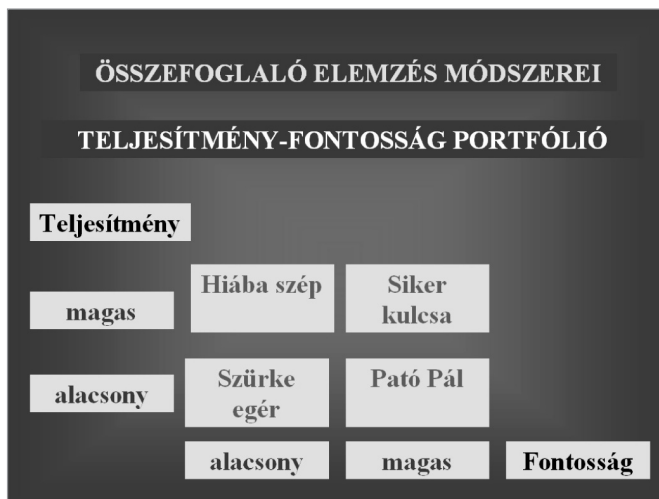 ÖSSZEFOGLALÓ ELEMZÉS MÓDSZEREI
TELJESÍTMÉNY-FONTOSSÁG PORTFÓLIÓ
Teljesítmény
magas
Hiába szép
Siker
kulcsa
alacsony
Szürke
egér
Pató Pál
alacsony
magas
Fontosság